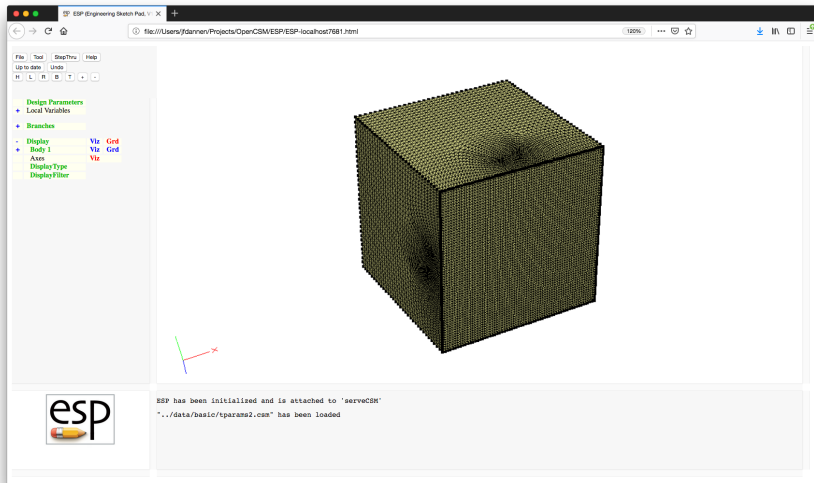 ESP (Engineering Sketch Pad, V
file:///Users/jfdannen/Projects/OpenCSM/ESP/ESP-localhost7681.html
120%
File Tool StepThru Help
Up to date Undo
H L R B T + -
Design Parameters
+ Local Variables
+ Branches
- Display Viz Grd
+ Body 1 Viz Grd
Axes Viz
DisplayType
DisplayFilter
X
esp
ESP has been initialized and is attached to 'serveCSM'
"../data/basic/tparams2.csm" has been loaded